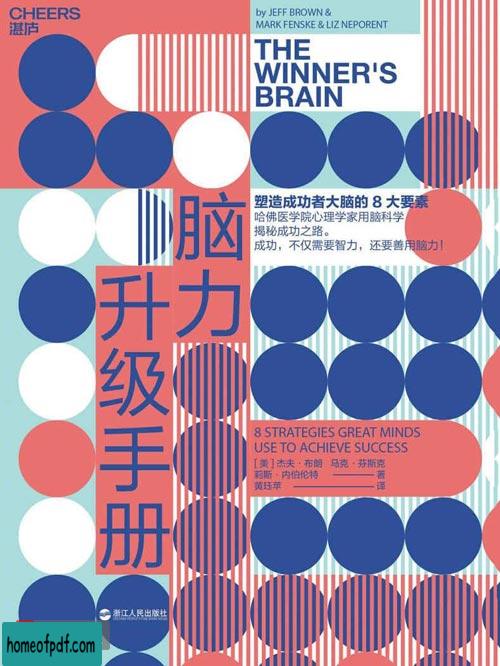 CHEERS
湛庐
by JEFF BROWN &
MARK FENSKE & LIZ NEPORENT
THE
WINNER'S
BRAIN
塑造成功者大脑的 8 大要素
哈佛医学院心理学家用脑科学
揭秘成功之路。
成功，不仅需要智力，还要善用脑力！
脑力
升级手册
8 STRATEGIES GREAT MINDS
USE TO ACHIEVE SUCCESS
[美] 杰夫·布朗 马克·芬斯克
莉斯·内伯伦特 —— 著
黄珏苹 —— 译
浙江人民出版社
homeofpdf.com